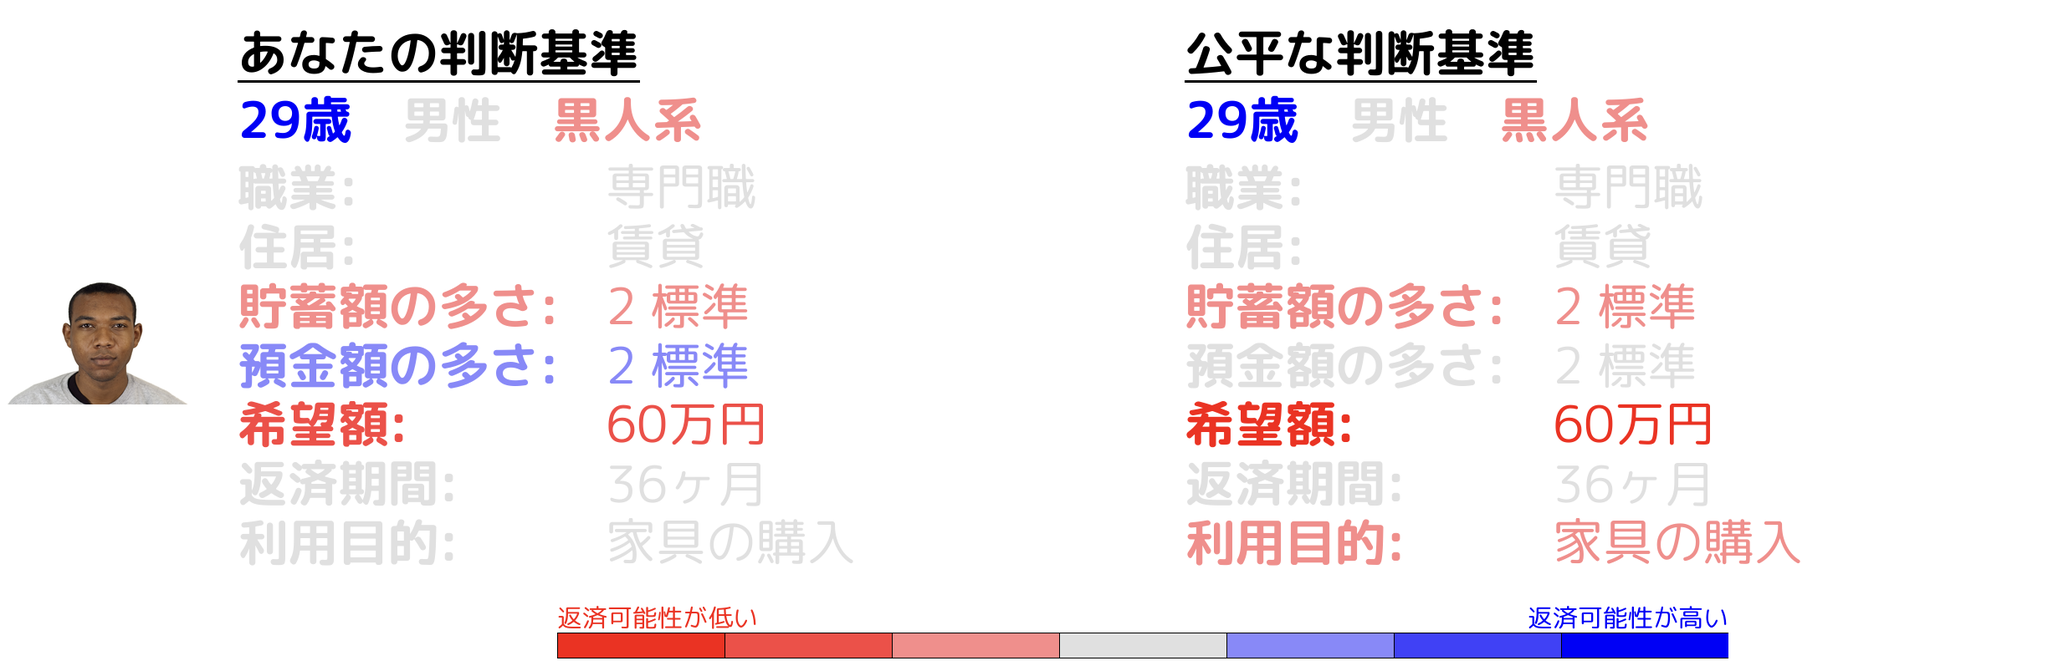 あなたの判断基準
29歳 男性 黒人系
職業: 専門職
住居: 賃貸
貯蓄額の多さ: 2 標準
預金額の多さ: 2 標準
希望額: 60万円
返済期間: 36ヶ月
利用目的: 家具の購入
公平な判断基準
29歳 男性 黒人系
職業: 専門職
住居: 賃貸
貯蓄額の多さ: 2 標準
預金額の多さ: 2 標準
希望額: 60万円
返済期間: 36ヶ月
利用目的: 家具の購入
返済可能性が低い
返済可能性が高い